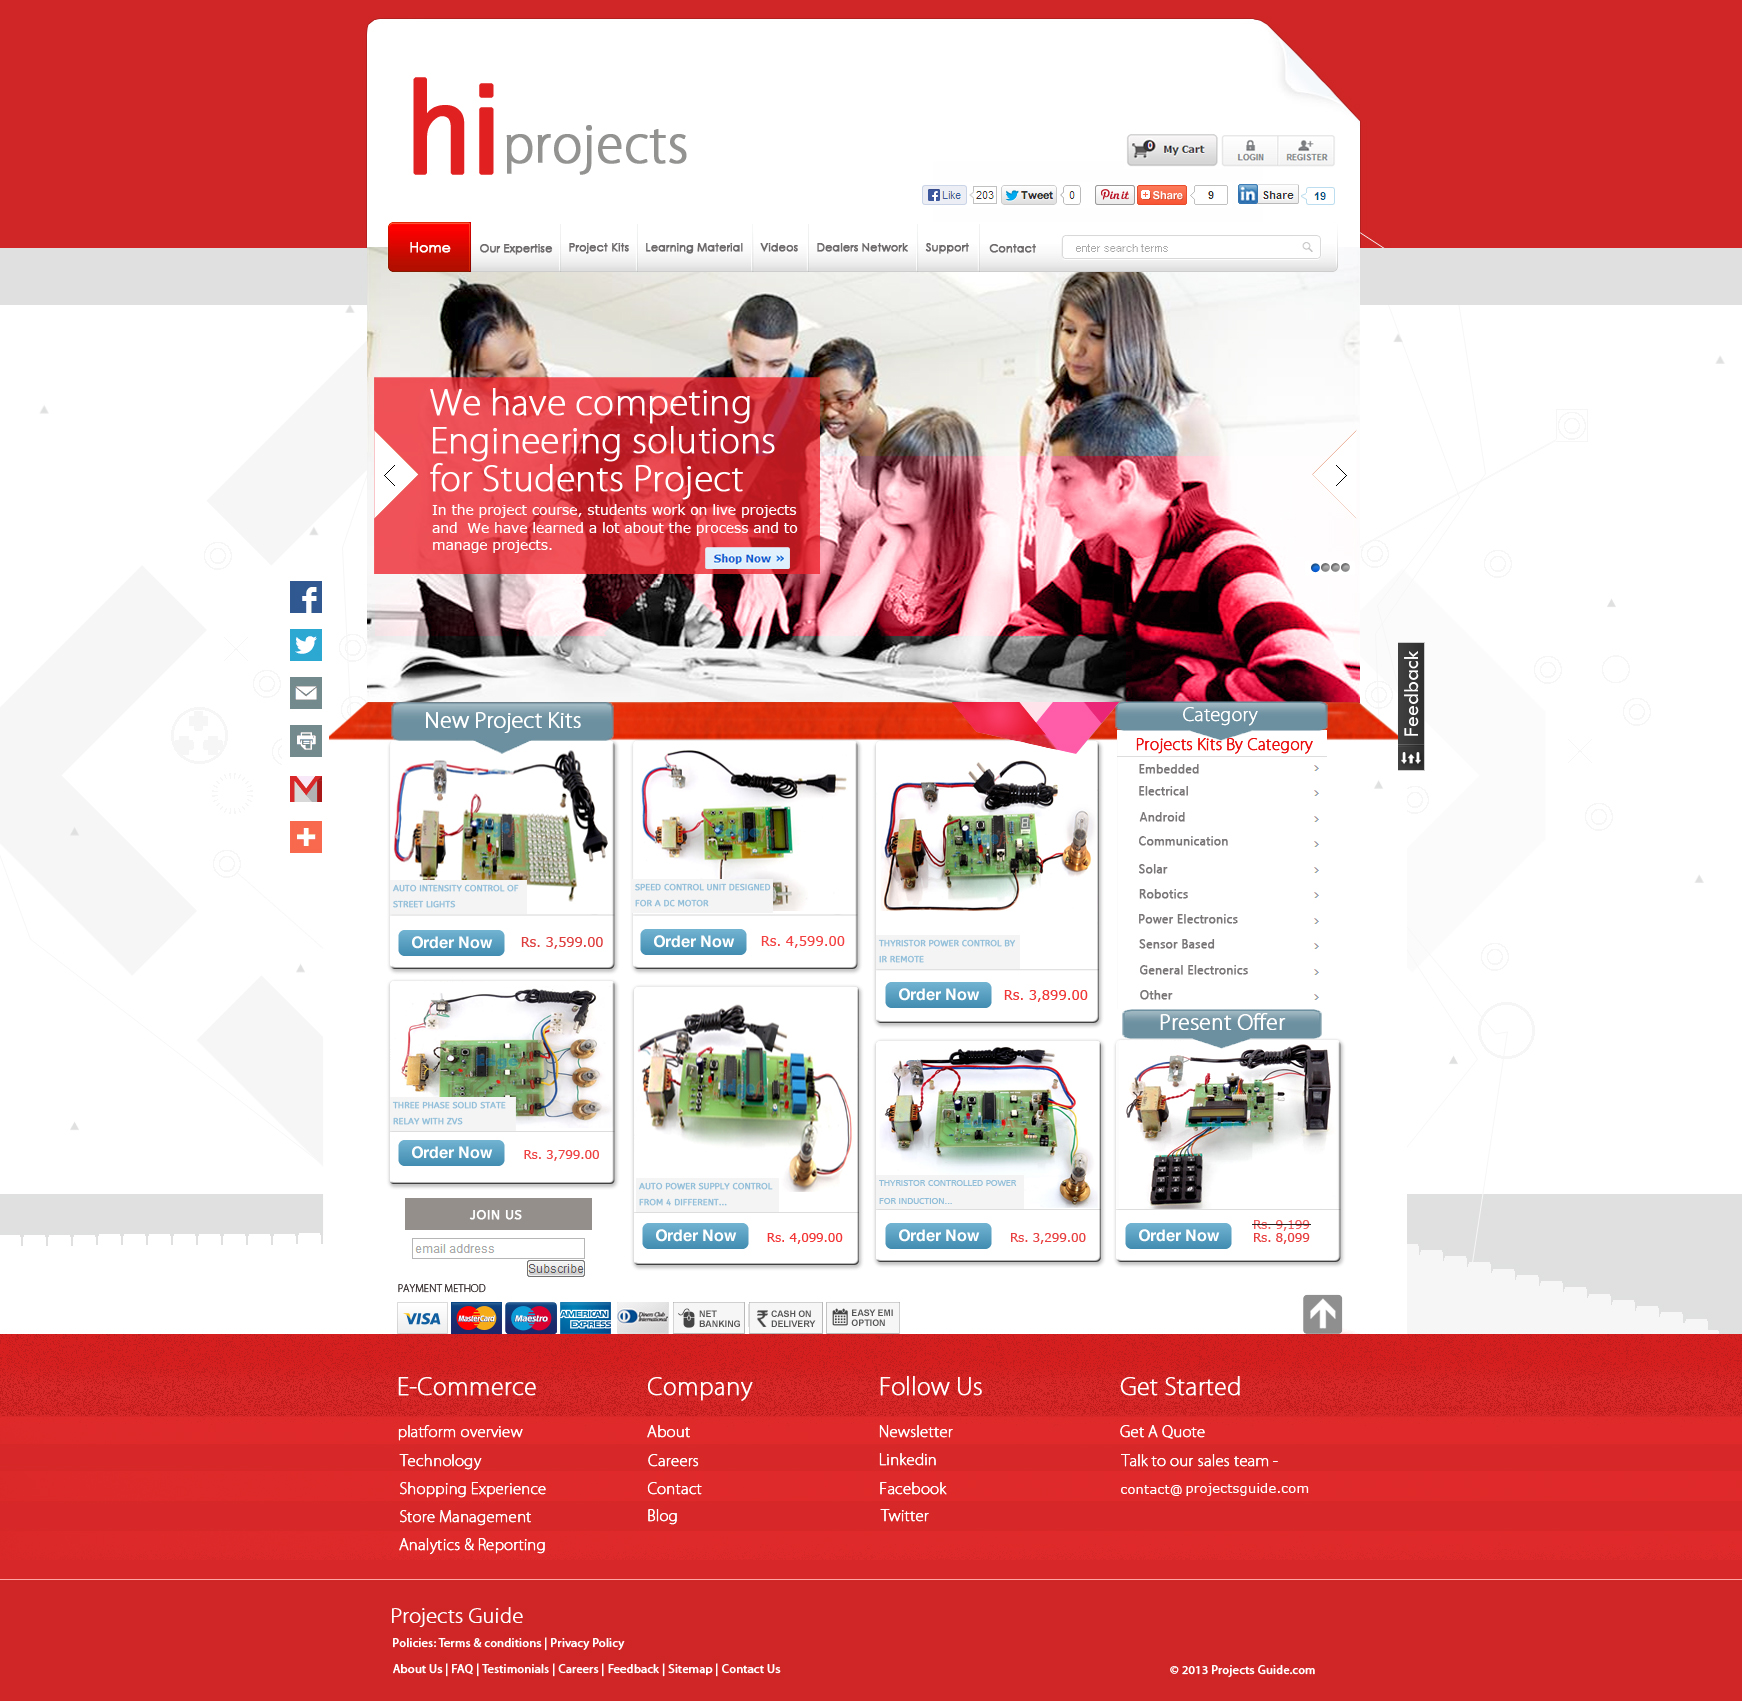 hi projects
0 My Cart
LOGIN
REGISTER
Like 203 Tweet 0 Pin it Share 9 in Share 19
Home Our Expertise Project Kits Learning Material Videos Dealers Network Support Contact enter search terms
We have competing
Engineering solutions
for Students Project
In the project course, students work on live projects
and We have learned a lot about the process and to
manage projects.
Shop Now »
Feedback
New Project Kits
Category
Projects Kits By Category
Embedded
Electrical
Android
Communication
Solar
Robotics
Power Electronics
Sensor Based
General Electronics
Other
AUTO INTENSITY CONTROL OF
STREET LIGHTS
Order Now Rs. 3,599.00
SPEED CONTROL UNIT DESIGNED
FOR A DC MOTOR
Order Now Rs. 4,599.00
THYRISTOR POWER CONTROL BY
IR REMOTE
Order Now Rs. 3,899.00
Present Offer
THREE PHASE SOLID STATE
RELAY WITH ZVS
Order Now Rs. 3,799.00
AUTO POWER SUPPLY CONTROL
FROM 4 DIFFERENT...
Order Now Rs. 4,099.00
THYRISTOR CONTROLLED POWER
FOR INDUCTION...
Order Now Rs. 3,299.00
Rs. 9,199
Order Now Rs. 8,099
JOIN US
email address
Subscribe
PAYMENT METHOD
VISA
MasterCard
Maestro
AMERICAN EXPRESS
Diners Club International
NET BANKING
CASH ON DELIVERY
EASY EMI OPTION
E-Commerce
platform overview
Technology
Shopping Experience
Store Management
Analytics & Reporting
Company
About
Careers
Contact
Blog
Follow Us
Newsletter
Linkedin
Facebook
Twitter
Get Started
Get A Quote
Talk to our sales team -
contact@ projectsguide.com
Projects Guide
Policies: Terms & conditions | Privacy Policy
About Us | FAQ | Testimonials | Careers | Feedback | Sitemap | Contact Us
© 2013 Projects Guide.com